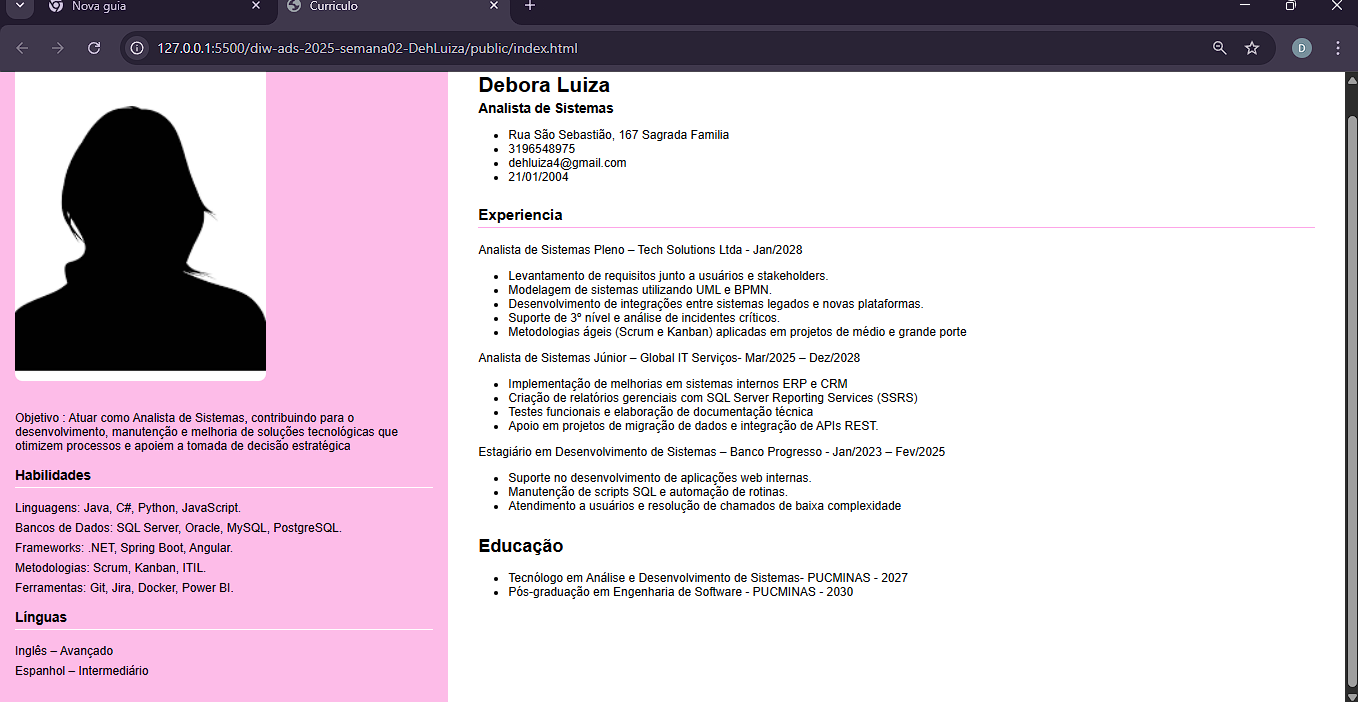 Nova guia
Curriculo
127.0.0.1:5500/diw-ads-2025-semana02-DehLuiza/public/index.html
D
Objetivo : Atuar como Analista de Sistemas, contribuindo para o
desenvolvimento, manutenção e melhoria de soluções tecnológicas que
otimizem processos e apoiem a tomada de decisão estratégica
Habilidades
Linguagens: Java, C#, Python, JavaScript.
Bancos de Dados: SQL Server, Oracle, MySQL, PostgreSQL.
Frameworks: .NET, Spring Boot, Angular.
Metodologias: Scrum, Kanban, ITIL.
Ferramentas: Git, Jira, Docker, Power BI.
Línguas
Inglês – Avançado
Espanhol – Intermediário
Debora Luiza
Analista de Sistemas
Rua São Sebastião, 167 Sagrada Familia
3196548975
dehluiza4@gmail.com
21/01/2004
Experiencia
Analista de Sistemas Pleno – Tech Solutions Ltda - Jan/2028
Levantamento de requisitos junto a usuários e stakeholders.
Modelagem de sistemas utilizando UML e BPMN.
Desenvolvimento de integrações entre sistemas legados e novas plataformas.
Suporte de 3º nível e análise de incidentes críticos.
Metodologias ágeis (Scrum e Kanban) aplicadas em projetos de médio e grande porte
Analista de Sistemas Júnior – Global IT Serviços- Mar/2025 – Dez/2028
Implementação de melhorias em sistemas internos ERP e CRM
Criação de relatórios gerenciais com SQL Server Reporting Services (SSRS)
Testes funcionais e elaboração de documentação técnica
Apoio em projetos de migração de dados e integração de APIs REST.
Estagiário em Desenvolvimento de Sistemas – Banco Progresso - Jan/2023 – Fev/2025
Suporte no desenvolvimento de aplicações web internas.
Manutenção de scripts SQL e automação de rotinas.
Atendimento a usuários e resolução de chamados de baixa complexidade
Educação
Tecnólogo em Análise e Desenvolvimento de Sistemas- PUCMINAS - 2027
Pós-graduação em Engenharia de Software - PUCMINAS - 2030